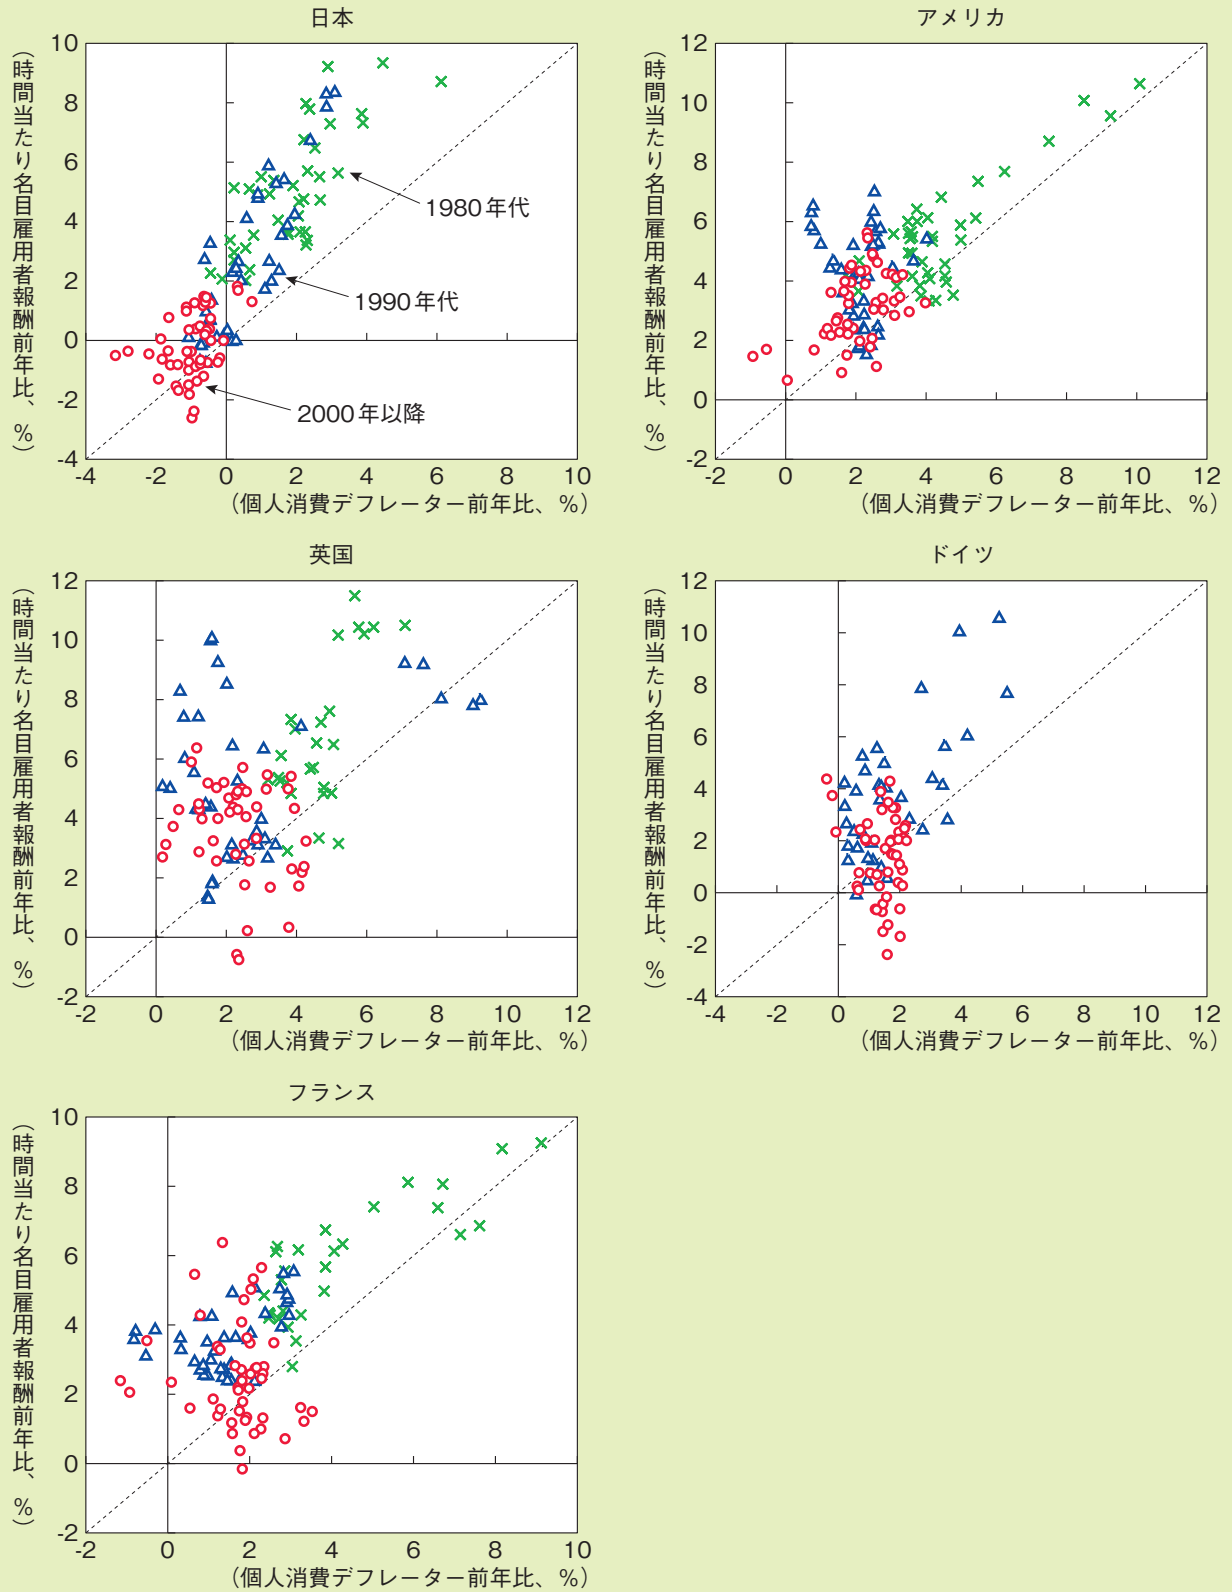 日本
（時間当たり名目雇用者報酬前年比、％）
10
8
6
4
2
0
-2
-4
1980年代
1990年代
2000年以降
-4 -2 0 2 4 6 8 10
（個人消費デフレーター前年比、％）
アメリカ
（時間当たり名目雇用者報酬前年比、％）
12
10
8
6
4
2
0
-2
-2 0 2 4 6 8 10 12
（個人消費デフレーター前年比、％）
英国
（時間当たり名目雇用者報酬前年比、％）
12
10
8
6
4
2
0
-2
-2 0 2 4 6 8 10 12
（個人消費デフレーター前年比、％）
ドイツ
（時間当たり名目雇用者報酬前年比、％）
12
10
8
6
4
2
0
-2
-4
-4 -2 0 2 4 6 8 10 12
（個人消費デフレーター前年比、％）
フランス
（時間当たり名目雇用者報酬前年比、％）
10
8
6
4
2
0
-2
-2 0 2 4 6 8 10
（個人消費デフレーター前年比、％）